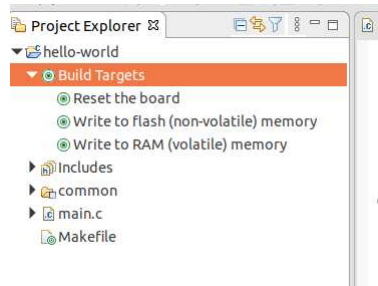 Project Explorer
hello-world
Build Targets
Reset the board
Write to flash (non-volatile) memory
Write to RAM (volatile) memory
Includes
common
main.c
Makefile